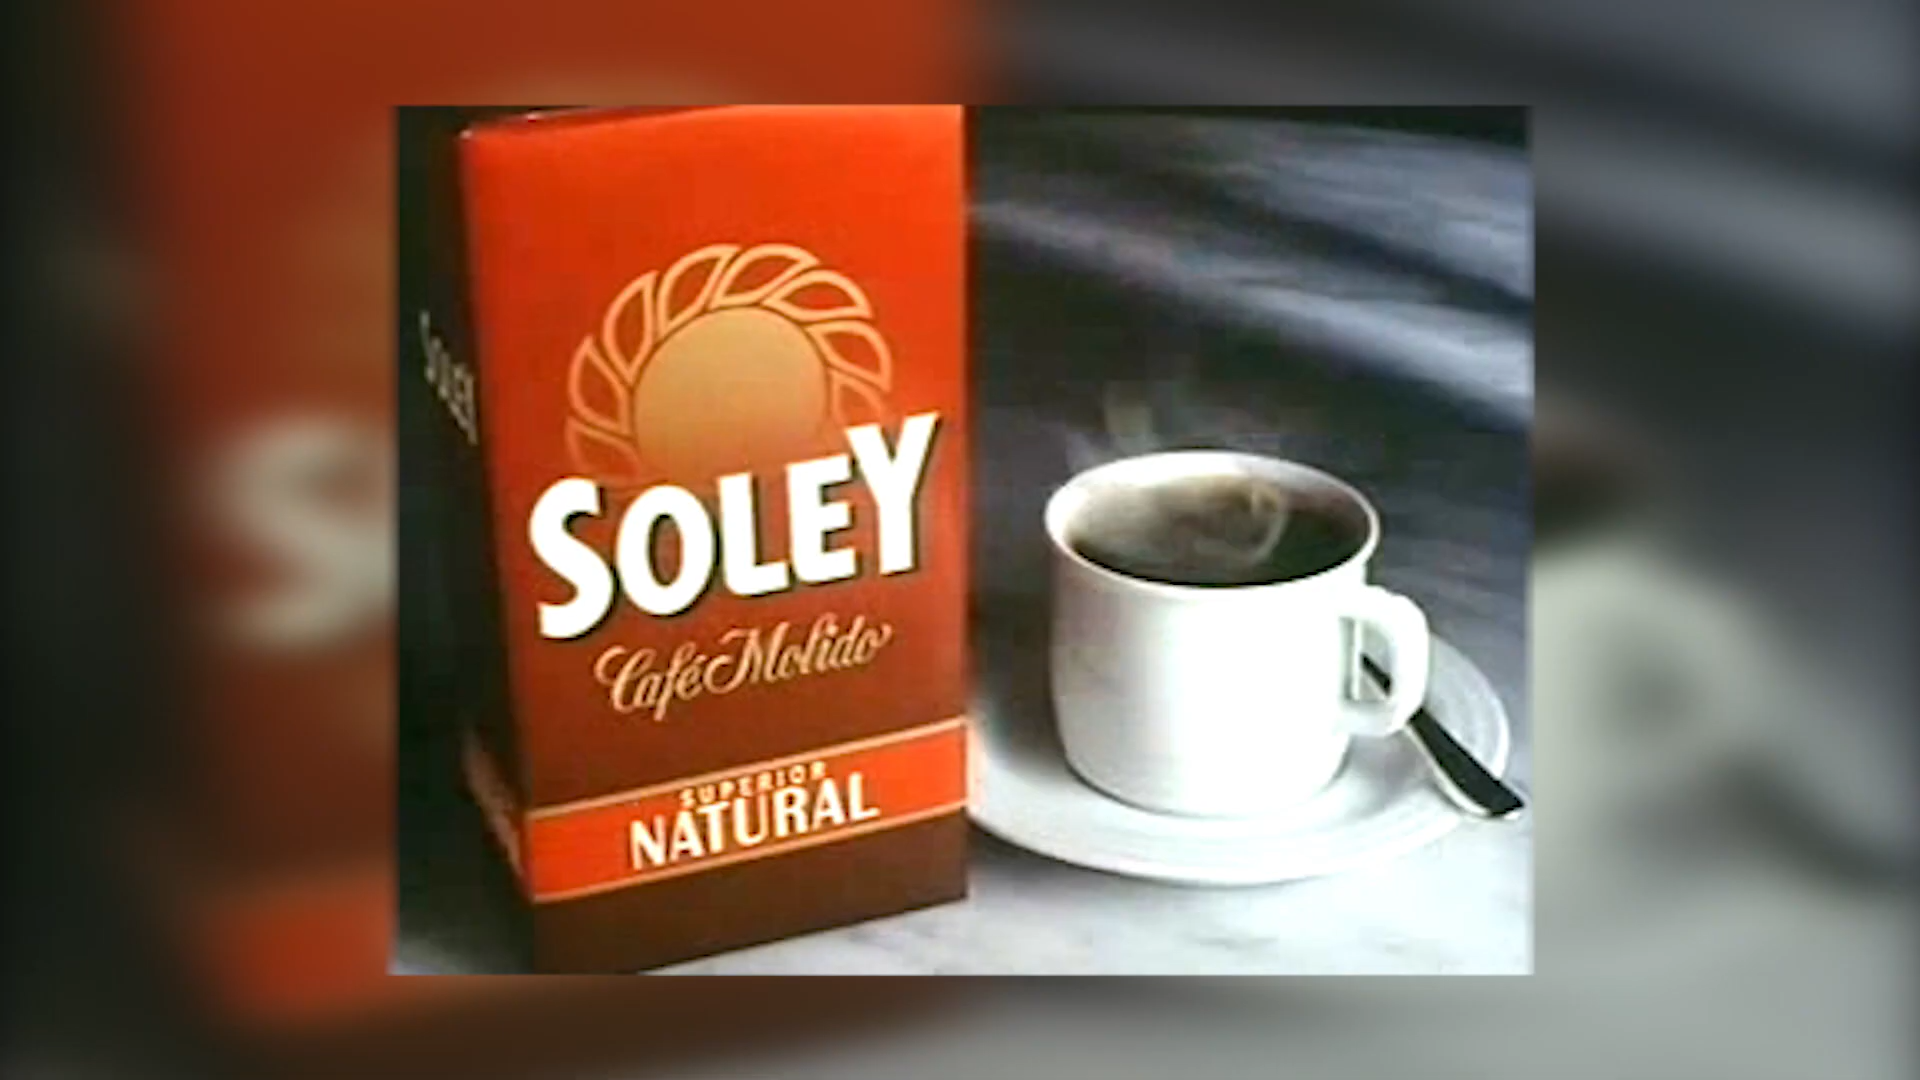 SOLEY
SOLEY
Café Molido
SUPERIOR
NATURAL